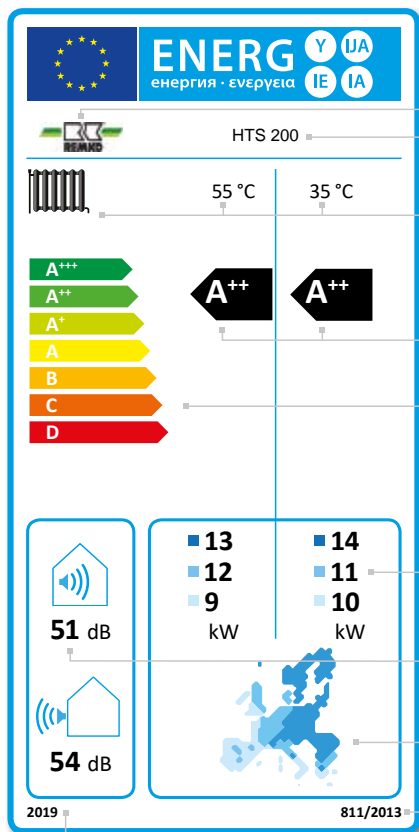 ENERG Y IJA
енергия · ενεργεια IE IA
REMKO
HTS 200
55 °C 35 °C
A+++
A++
A+
A
B
C
D
A++ A++
51 dB
54 dB
13 14
12 11
9 10
kW kW
2019 811/2013